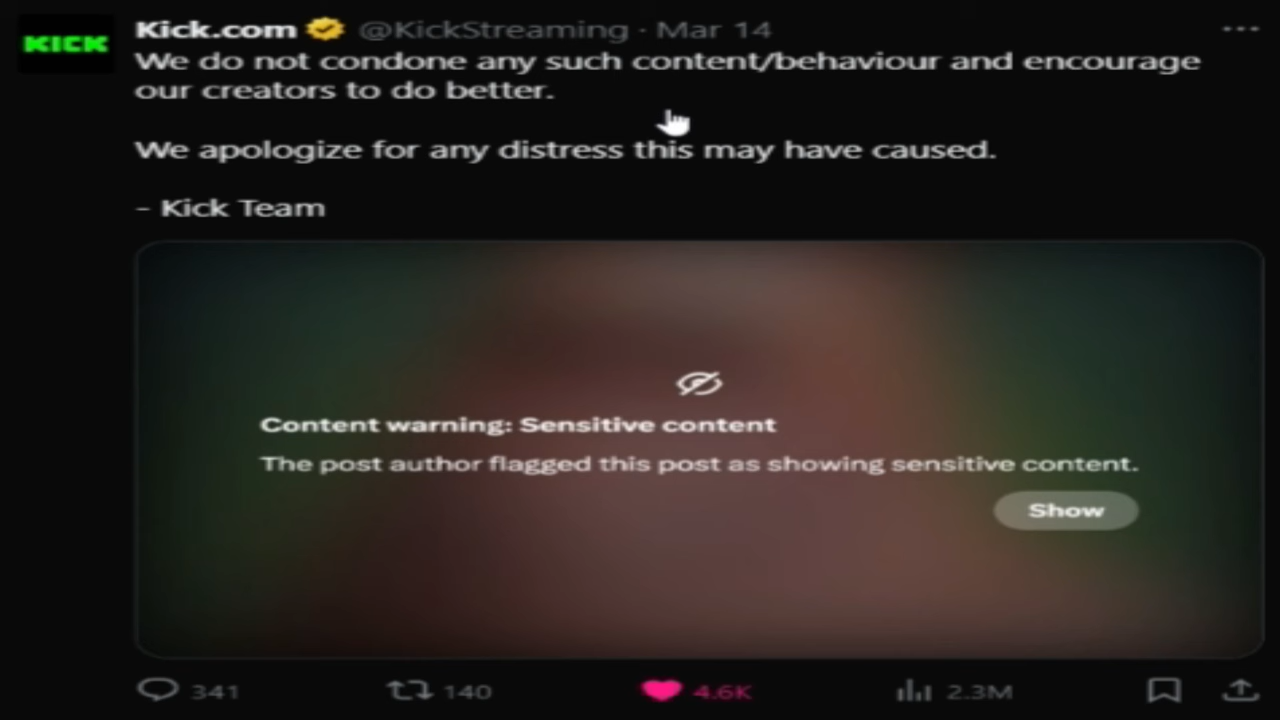 KICK
Kick.com @KickStreaming · Mar 14
We do not condone any such content/behaviour and encourage
our creators to do better.
We apologize for any distress this may have caused.
- Kick Team
Content warning: Sensitive content
The post author flagged this post as showing sensitive content.
Show
341 140 4.6K 2.3M